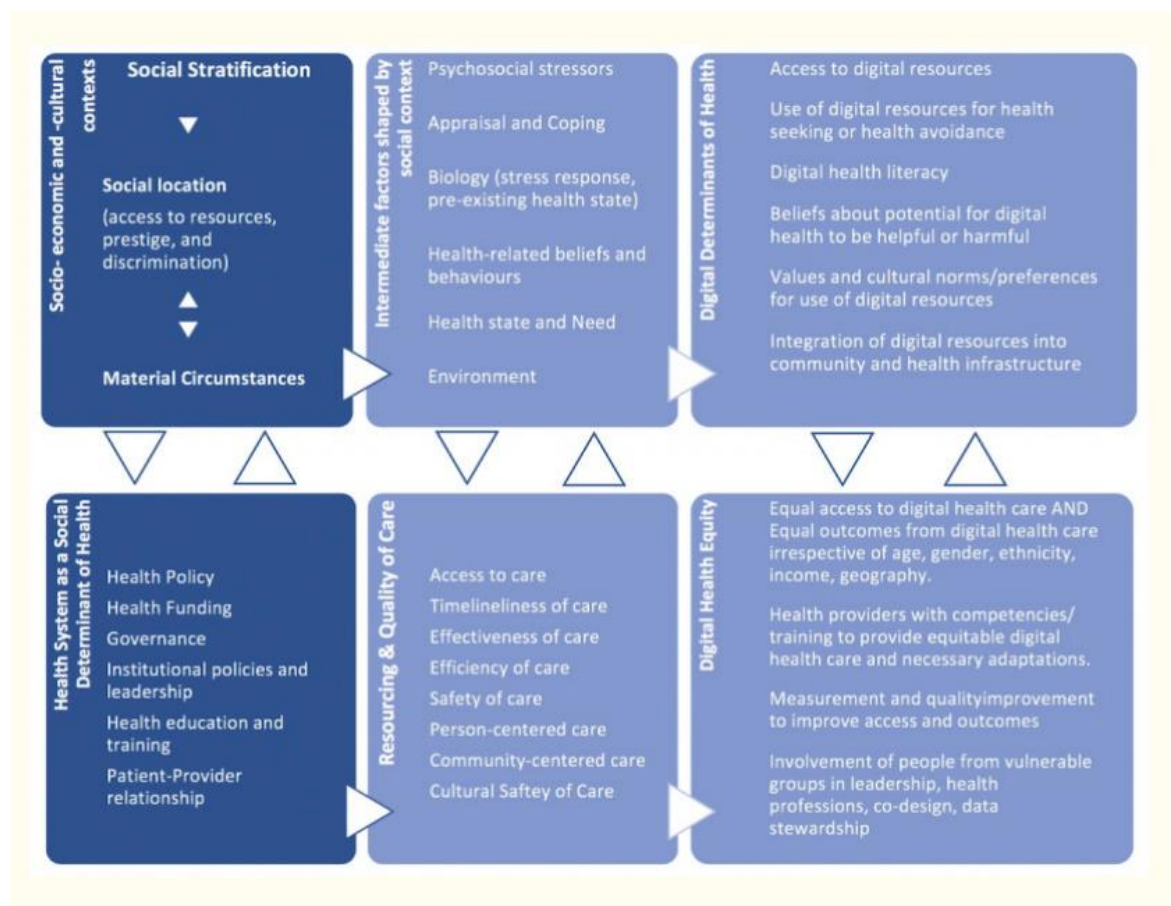 Socio- economic and -cultural
contexts
Social Stratification
Social location
(access to resources,
prestige, and
discrimination)
Material Circumstances
Intermediate factors shaped by
social context
Psychosocial stressors
Appraisal and Coping
Biology (stress response,
pre-existing health state)
Health-related beliefs and
behaviours
Health state and Need
Environment
Digital Determinants of Health
Access to digital resources
Use of digital resources for health
seeking or health avoidance
Digital health literacy
Beliefs about potential for digital
health to be helpful or harmful
Values and cultural norms/preferences
for use of digital resources
Integration of digital resources into
community and health infrastructure
Health System as a Social
Determinant of Health
Health Policy
Health Funding
Governance
Institutional policies and
leadership
Health education and
training
Patient-Provider
relationship
Resourcing & Quality of Care
Access to care
Timelineliness of care
Effectiveness of care
Efficiency of care
Safety of care
Person-centered care
Community-centered care
Cultural Saftey of Care
Digital Health Equity
Equal access to digital health care AND
Equal outcomes from digital health care
irrespective of age, gender, ethnicity,
income, geography.
Health providers with competencies/
training to provide equitable digital
health care and necessary adaptations.
Measurement and qualityimprovement
to improve access and outcomes
Involvement of people from vulnerable
groups in leadership, health
professions, co-design, data
stewardship